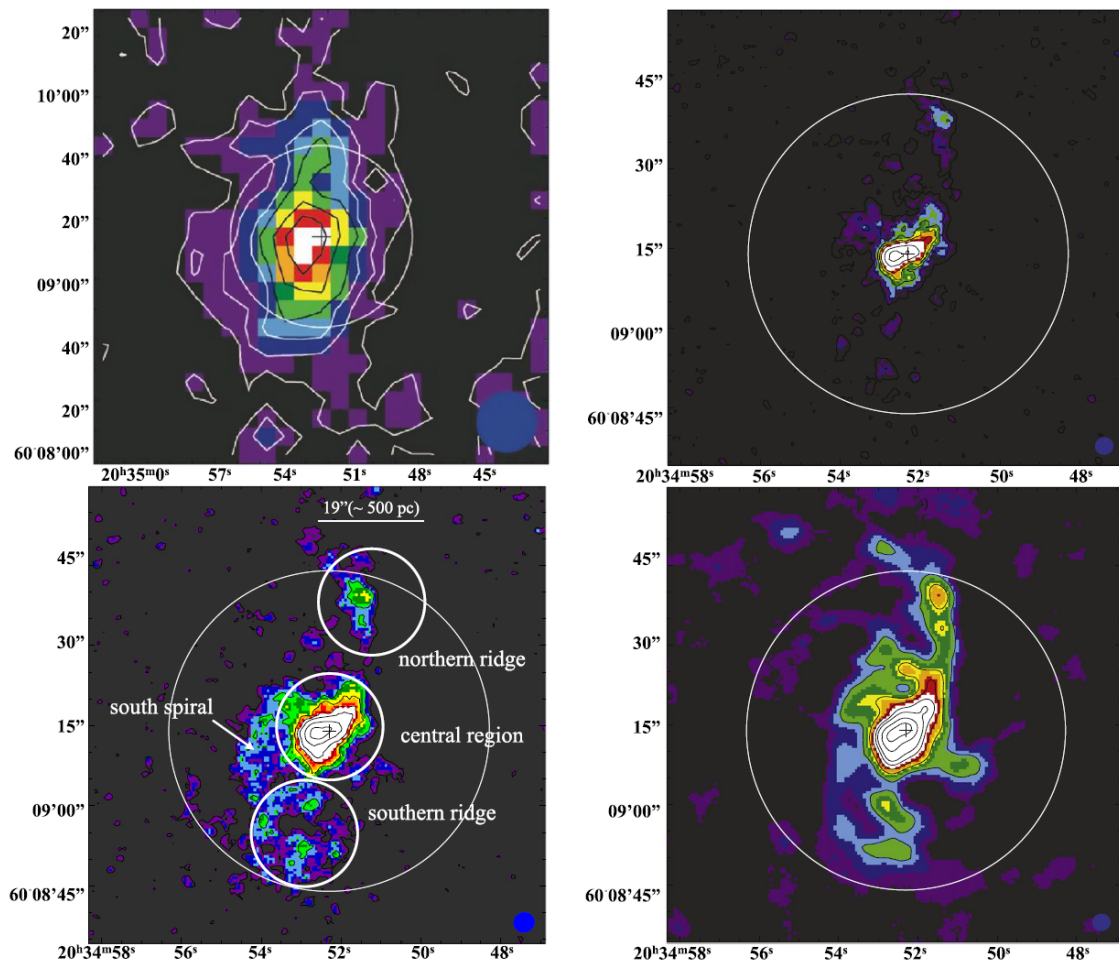 20”
10’00”
40”
20”
09’00”
40”
20”
60°08’00”
20ʰ35ᵐ0ˢ 57ˢ 54ˢ 51ˢ 48ˢ 45ˢ
45”
30”
15”
09’00”
60°08’45”
20ʰ34ᵐ58ˢ 56ˢ 54ˢ 52ˢ 50ˢ 48ˢ
19”(~ 500 pc)
45”
30”
northern ridge
south spiral
15”
central region
09’00”
southern ridge
60°08’45”
20ʰ34ᵐ58ˢ 56ˢ 54ˢ 52ˢ 50ˢ 48ˢ
45”
30”
15”
09’00”
60°08’45”
20ʰ34ᵐ58ˢ 56ˢ 54ˢ 52ˢ 50ˢ 48ˢ